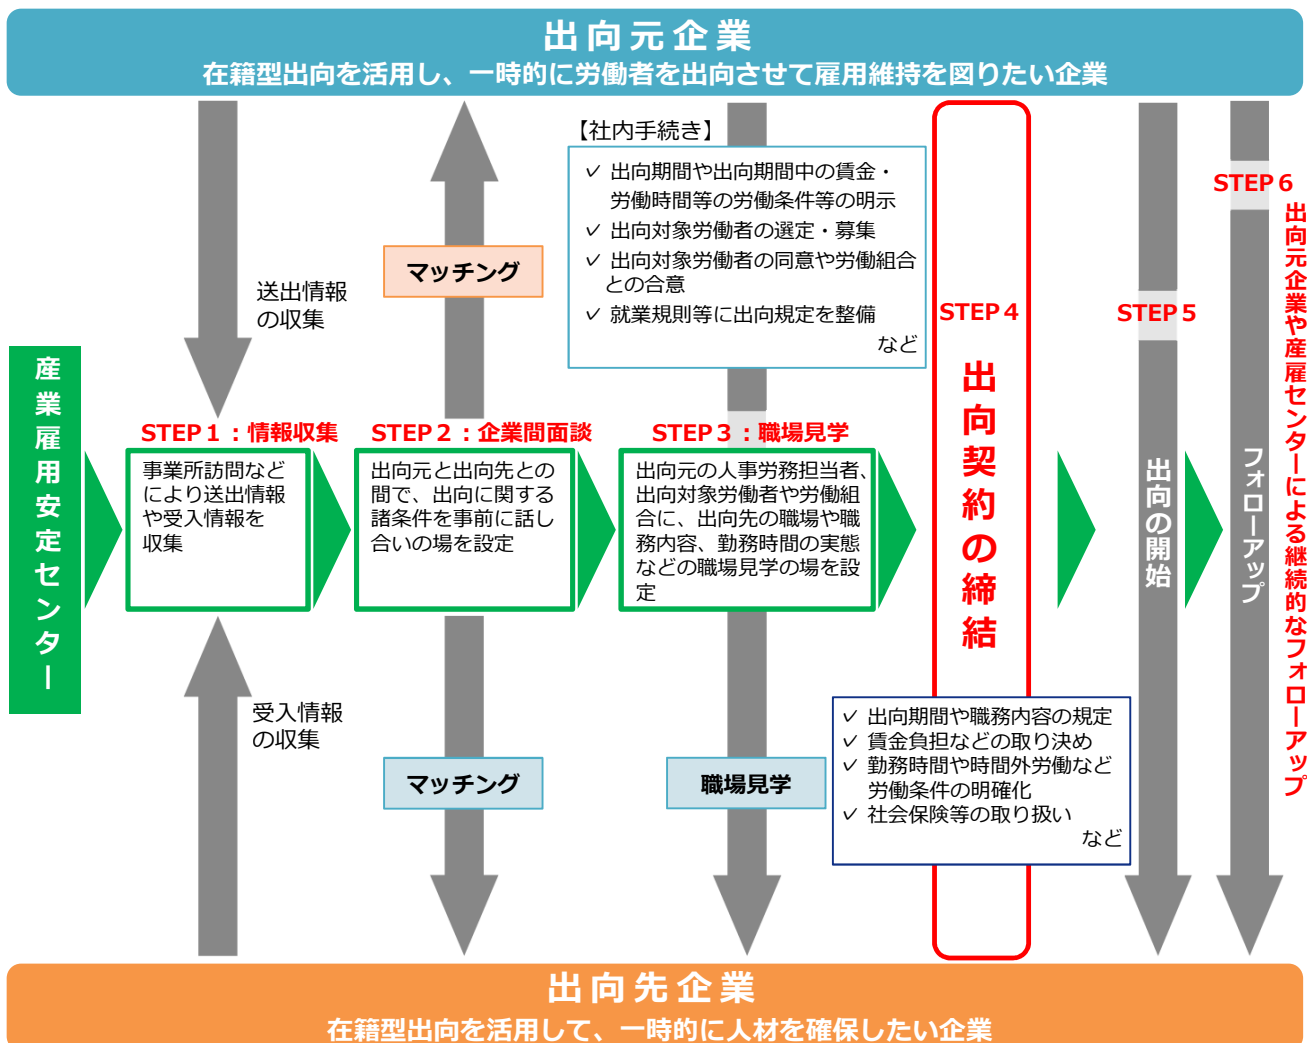 出向元企業
在籍型出向を活用し、一時的に労働者を出向させて雇用維持を図りたい企業
【社内手続き】
✓ 出向期間や出向期間中の賃金・
労働時間等の労働条件等の明示
✓ 出向対象労働者の選定・募集
✓ 出向対象労働者の同意や労働組合
との合意
✓ 就業規則等に出向規定を整備
など
マッチング
送出情報
の収集
産業雇用安定センター
STEP１：情報収集
事業所訪問など
により送出情報
や受入情報を
収集
STEP２：企業間面談
出向元と出向先との
間で、出向に関する
諸条件を事前に話し
合いの場を設定
STEP３：職場見学
出向元の人事労務担当者、
出向対象労働者や労働組
合に、出向先の職場や職
務内容、勤務時間の実態
などの職場見学の場を設
定
STEP４
出向契約の締結
STEP５
出向の開始
STEP６
フォローアップ
出向元企業や産雇センターによる継続的なフォローアップ
受入情報
の収集
マッチング
職場見学
✓ 出向期間や職務内容の規定
✓ 賃金負担などの取り決め
✓ 勤務時間や時間外労働など
労働条件の明確化
✓ 社会保険等の取り扱い
など
出向先企業
在籍型出向を活用して、一時的に人材を確保したい企業